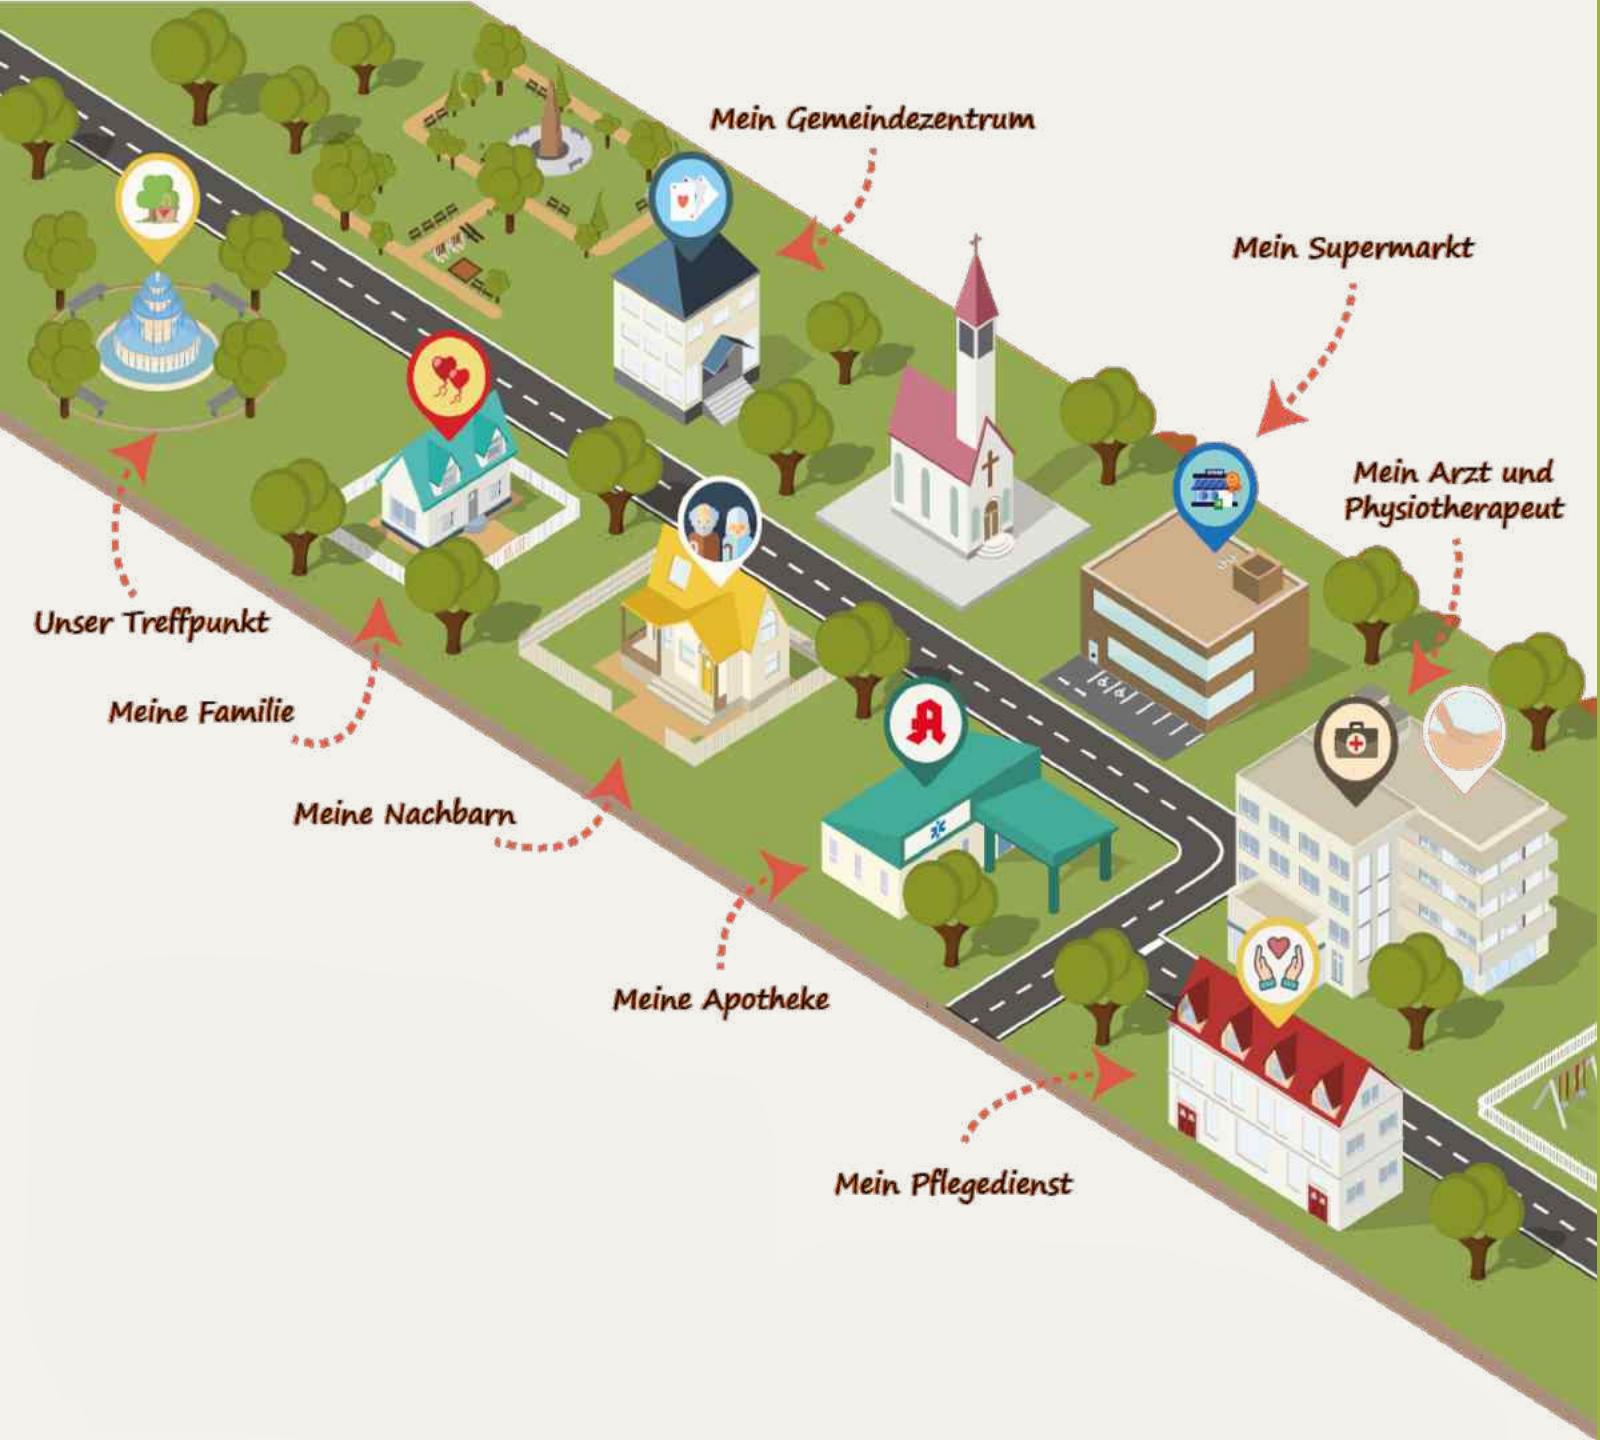 Mein Gemeindezentrum
Mein Supermarkt
Mein Arzt und
Physiotherapeut
Unser Treffpunkt
Meine Familie
Meine Nachbarn
Meine Apotheke
Mein Pflegedienst